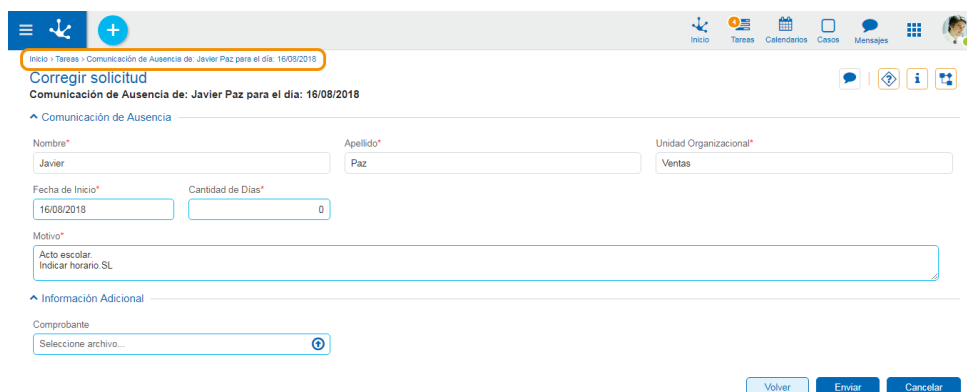 4
Inicio Tareas Calendarios Casos Mensajes
Inicio › Tareas › Comunicación de Ausencia de: Javier Paz para el día: 16/08/2018
Corregir solicitud
Comunicación de Ausencia de: Javier Paz para el día: 16/08/2018
Comunicación de Ausencia
Nombre* Apellido* Unidad Organizacional*
Javier Paz Ventas
Fecha de Inicio* Cantidad de Días*
16/08/2018 0
Motivo*
Acto escolar.
Indicar horario.SL
Información Adicional
Comprobante
Seleccione archivo...
Volver Enviar Cancelar